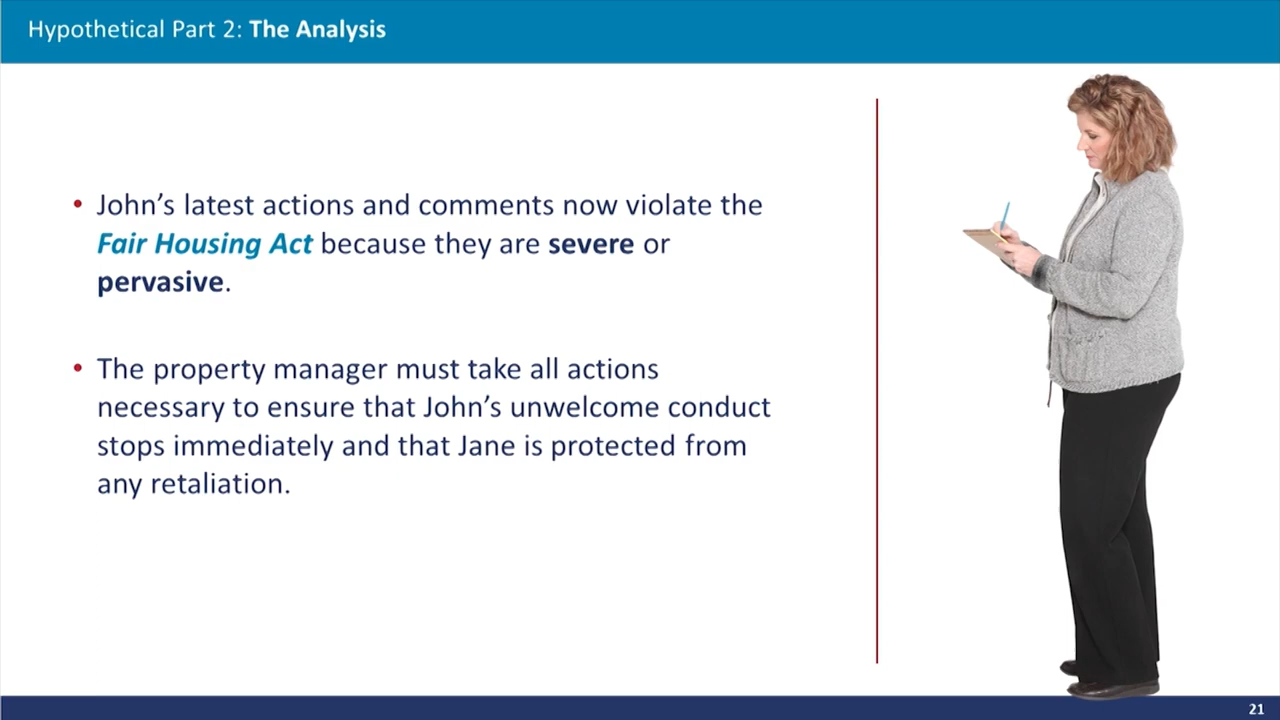 Hypothetical Part 2: The Analysis
• John’s latest actions and comments now violate the
Fair Housing Act because they are severe or
pervasive.
• The property manager must take all actions
necessary to ensure that John’s unwelcome conduct
stops immediately and that Jane is protected from
any retaliation.
21